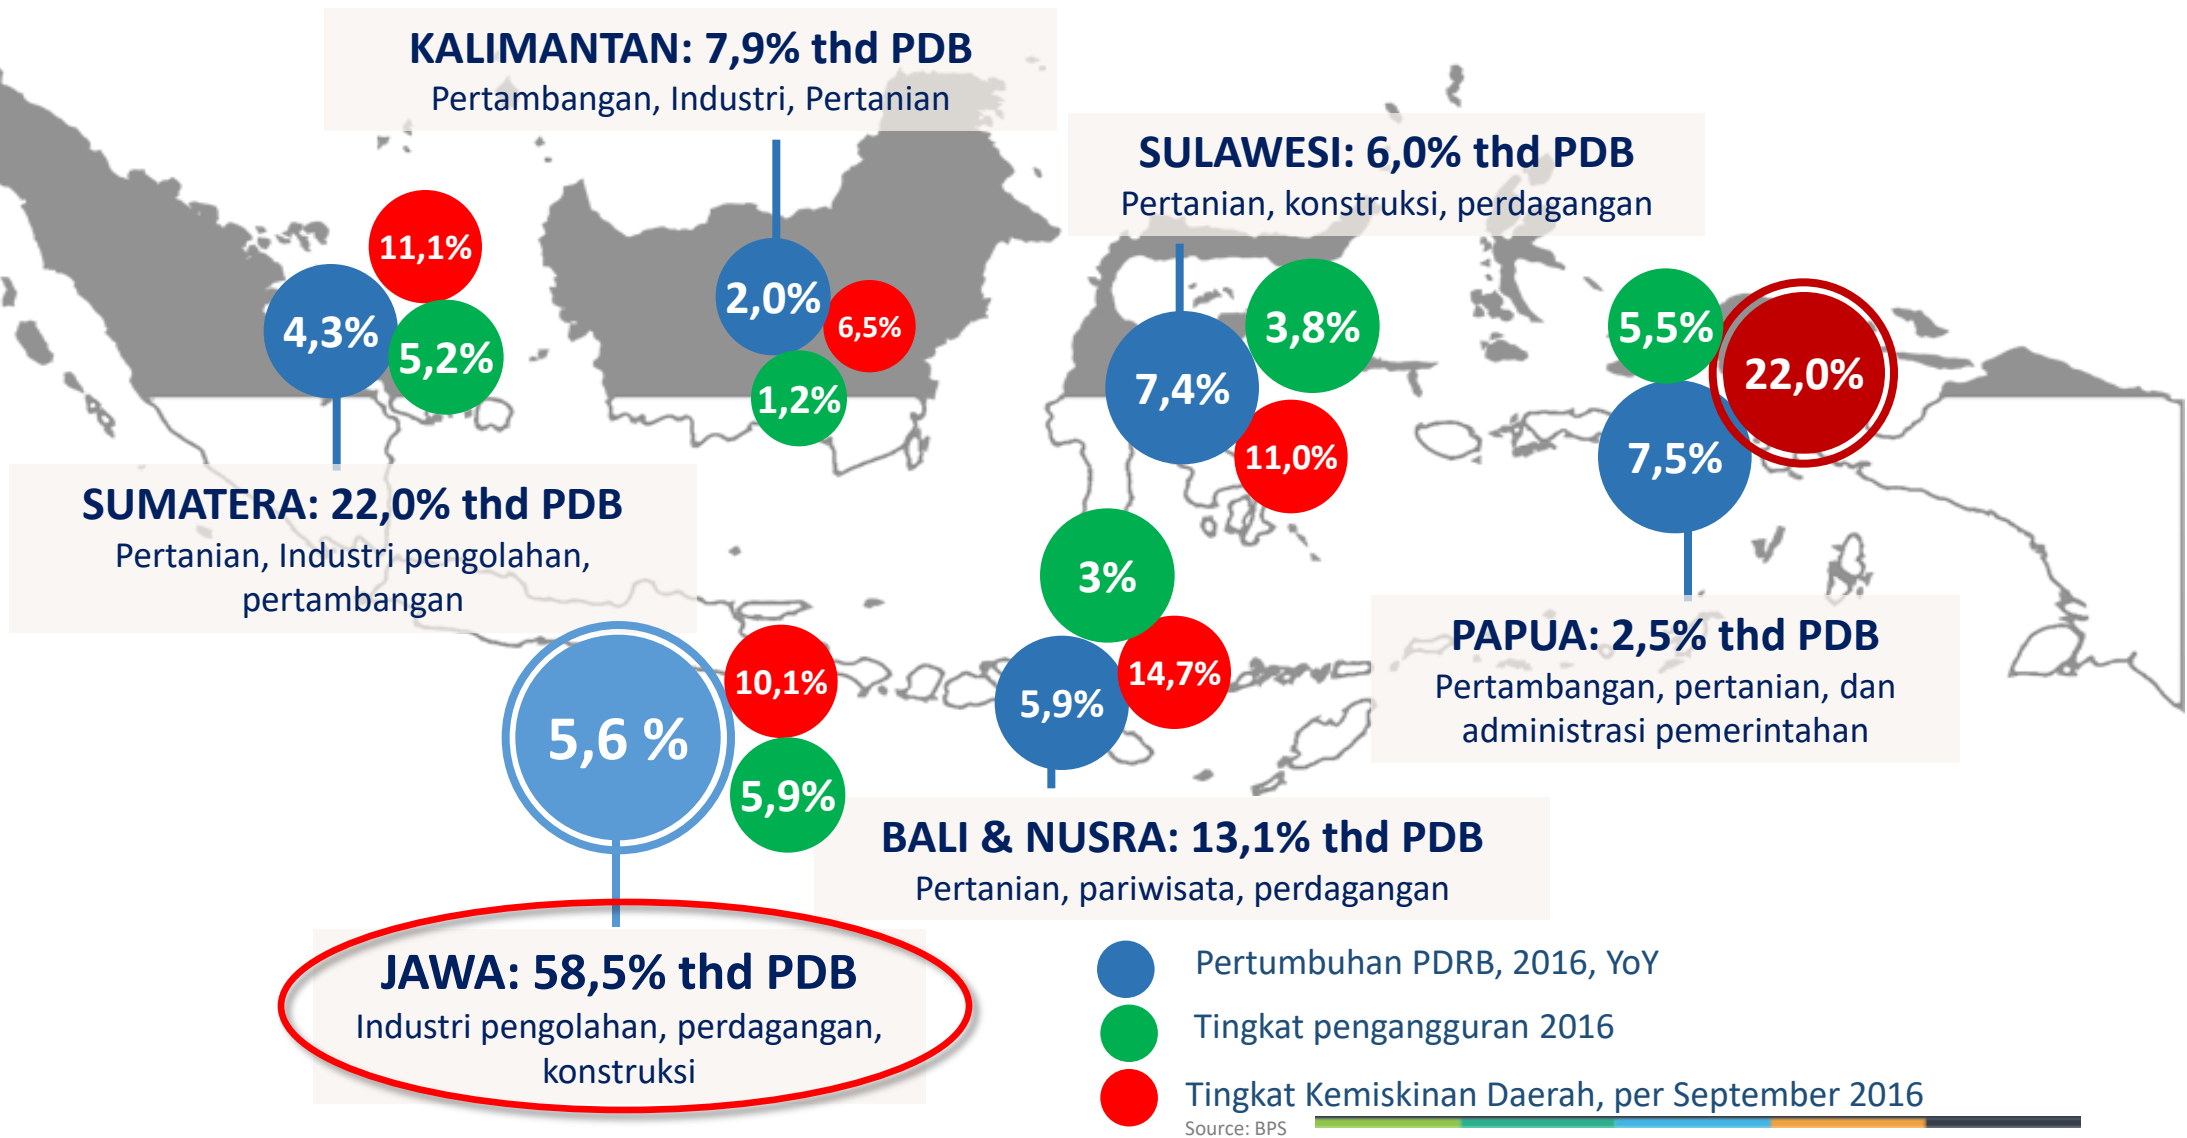 KALIMANTAN: 7,9% thd PDB
Pertambangan, Industri, Pertanian
SULAWESI: 6,0% thd PDB
Pertanian, konstruksi, perdagangan
11,1%
4,3%
5,2%
2,0%
6,5%
1,2%
3,8%
7,4%
11,0%
5,5%
22,0%
7,5%
SUMATERA: 22,0% thd PDB
Pertanian, Industri pengolahan,
pertambangan
3%
14,7%
5,9%
PAPUA: 2,5% thd PDB
Pertambangan, pertanian, dan
administrasi pemerintahan
10,1%
5,6 %
5,9%
BALI & NUSRA: 13,1% thd PDB
Pertanian, pariwisata, perdagangan
JAWA: 58,5% thd PDB
Industri pengolahan, perdagangan,
konstruksi
Pertumbuhan PDRB, 2016, YoY
Tingkat pengangguran 2016
Tingkat Kemiskinan Daerah, per September 2016
Source: BPS